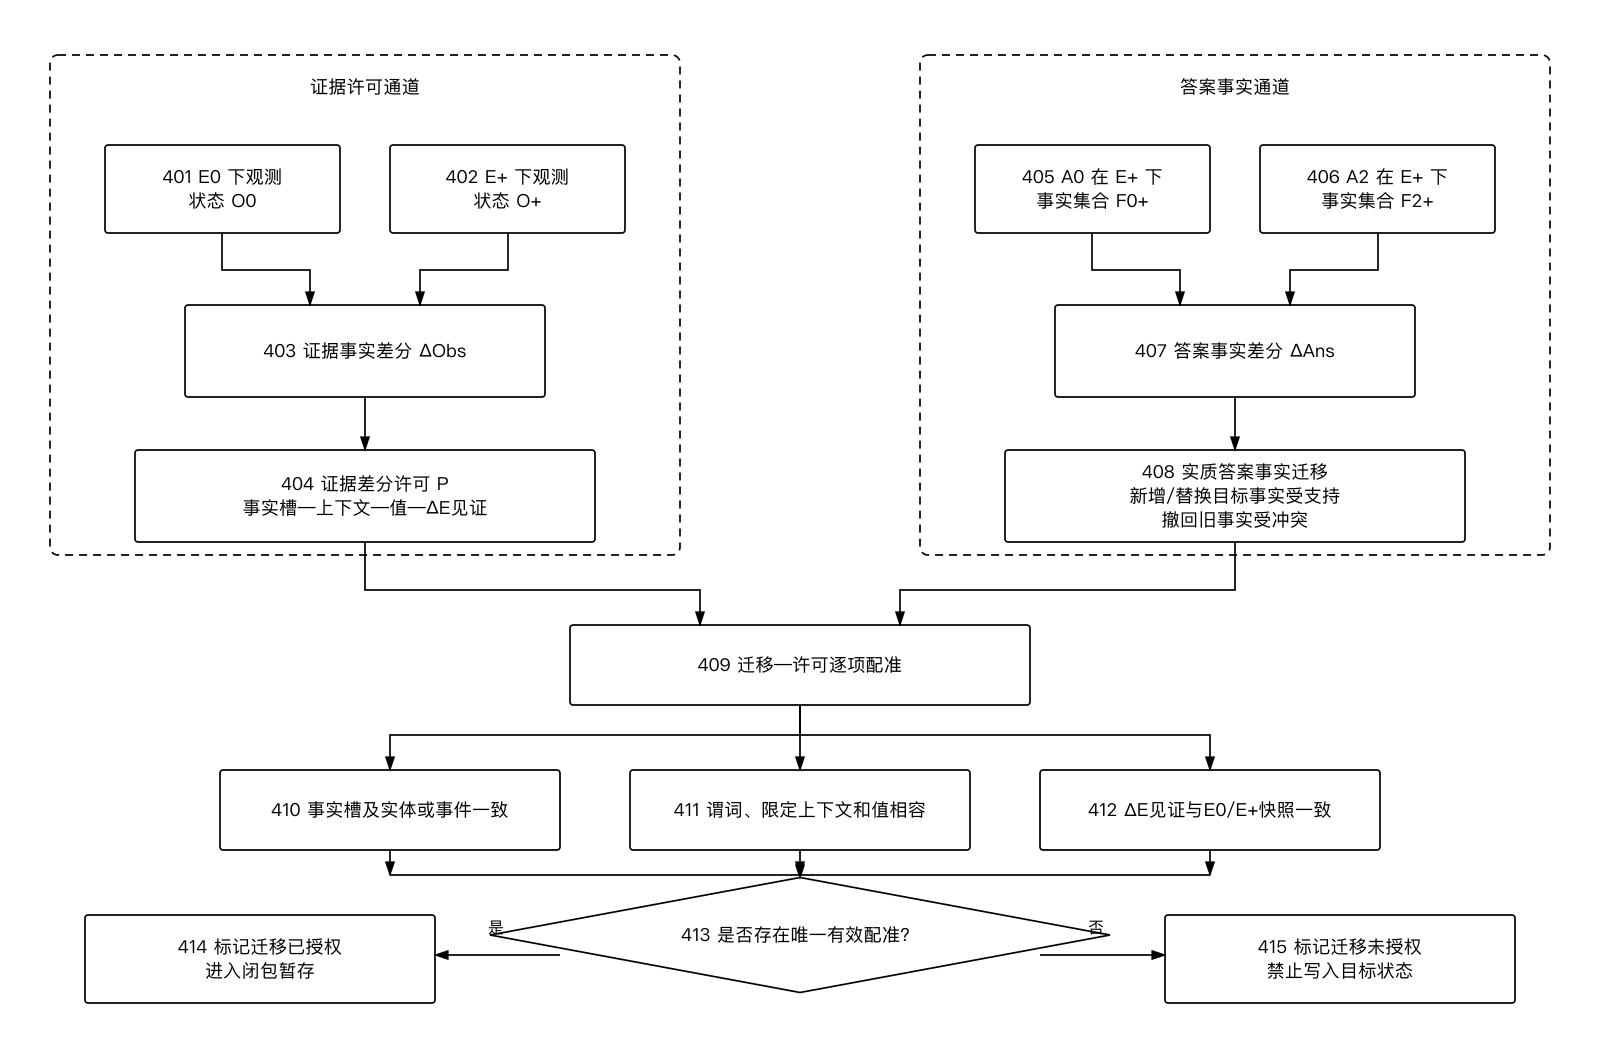 证据许可通道
答案事实通道
401 E0 下观测
状态 O0
402 E+ 下观测
状态 O+
405 A0 在 E+ 下
事实集合 F0+
406 A2 在 E+ 下
事实集合 F2+
403 证据事实差分 ΔObs
407 答案事实差分 ΔAns
404 证据差分许可 P
事实槽—上下文—值—ΔE见证
408 实质答案事实迁移
新增/替换目标事实受支持
撤回旧事实受冲突
409 迁移—许可逐项配准
410 事实槽及实体或事件一致
411 谓词、限定上下文和值相容
412 ΔE见证与E0/E+快照一致
是
413 是否存在唯一有效配准?
否
414 标记迁移已授权
进入闭包暂存
415 标记迁移未授权
禁止写入目标状态